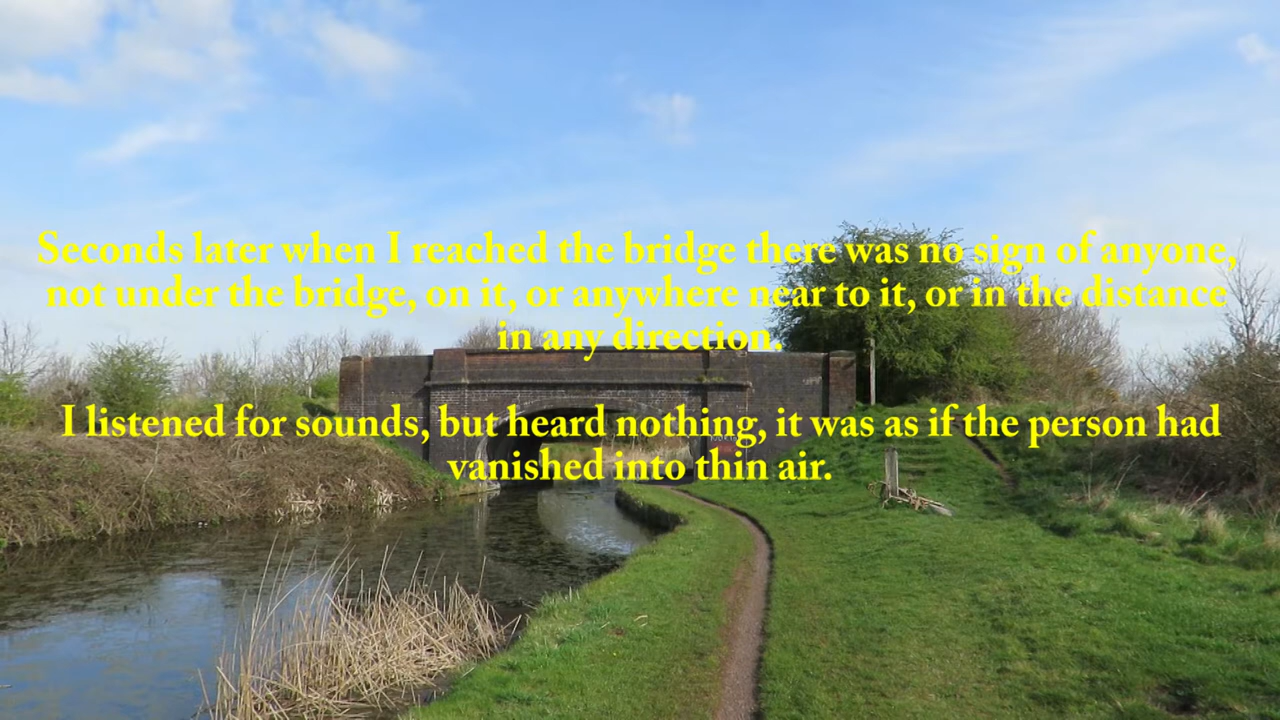 Seconds later when I reached the bridge there was no sign of anyone,
not under the bridge, on it, or anywhere near to it, or in the distance
in any direction.
I listened for sounds, but heard nothing, it was as if the person had
vanished into thin air.